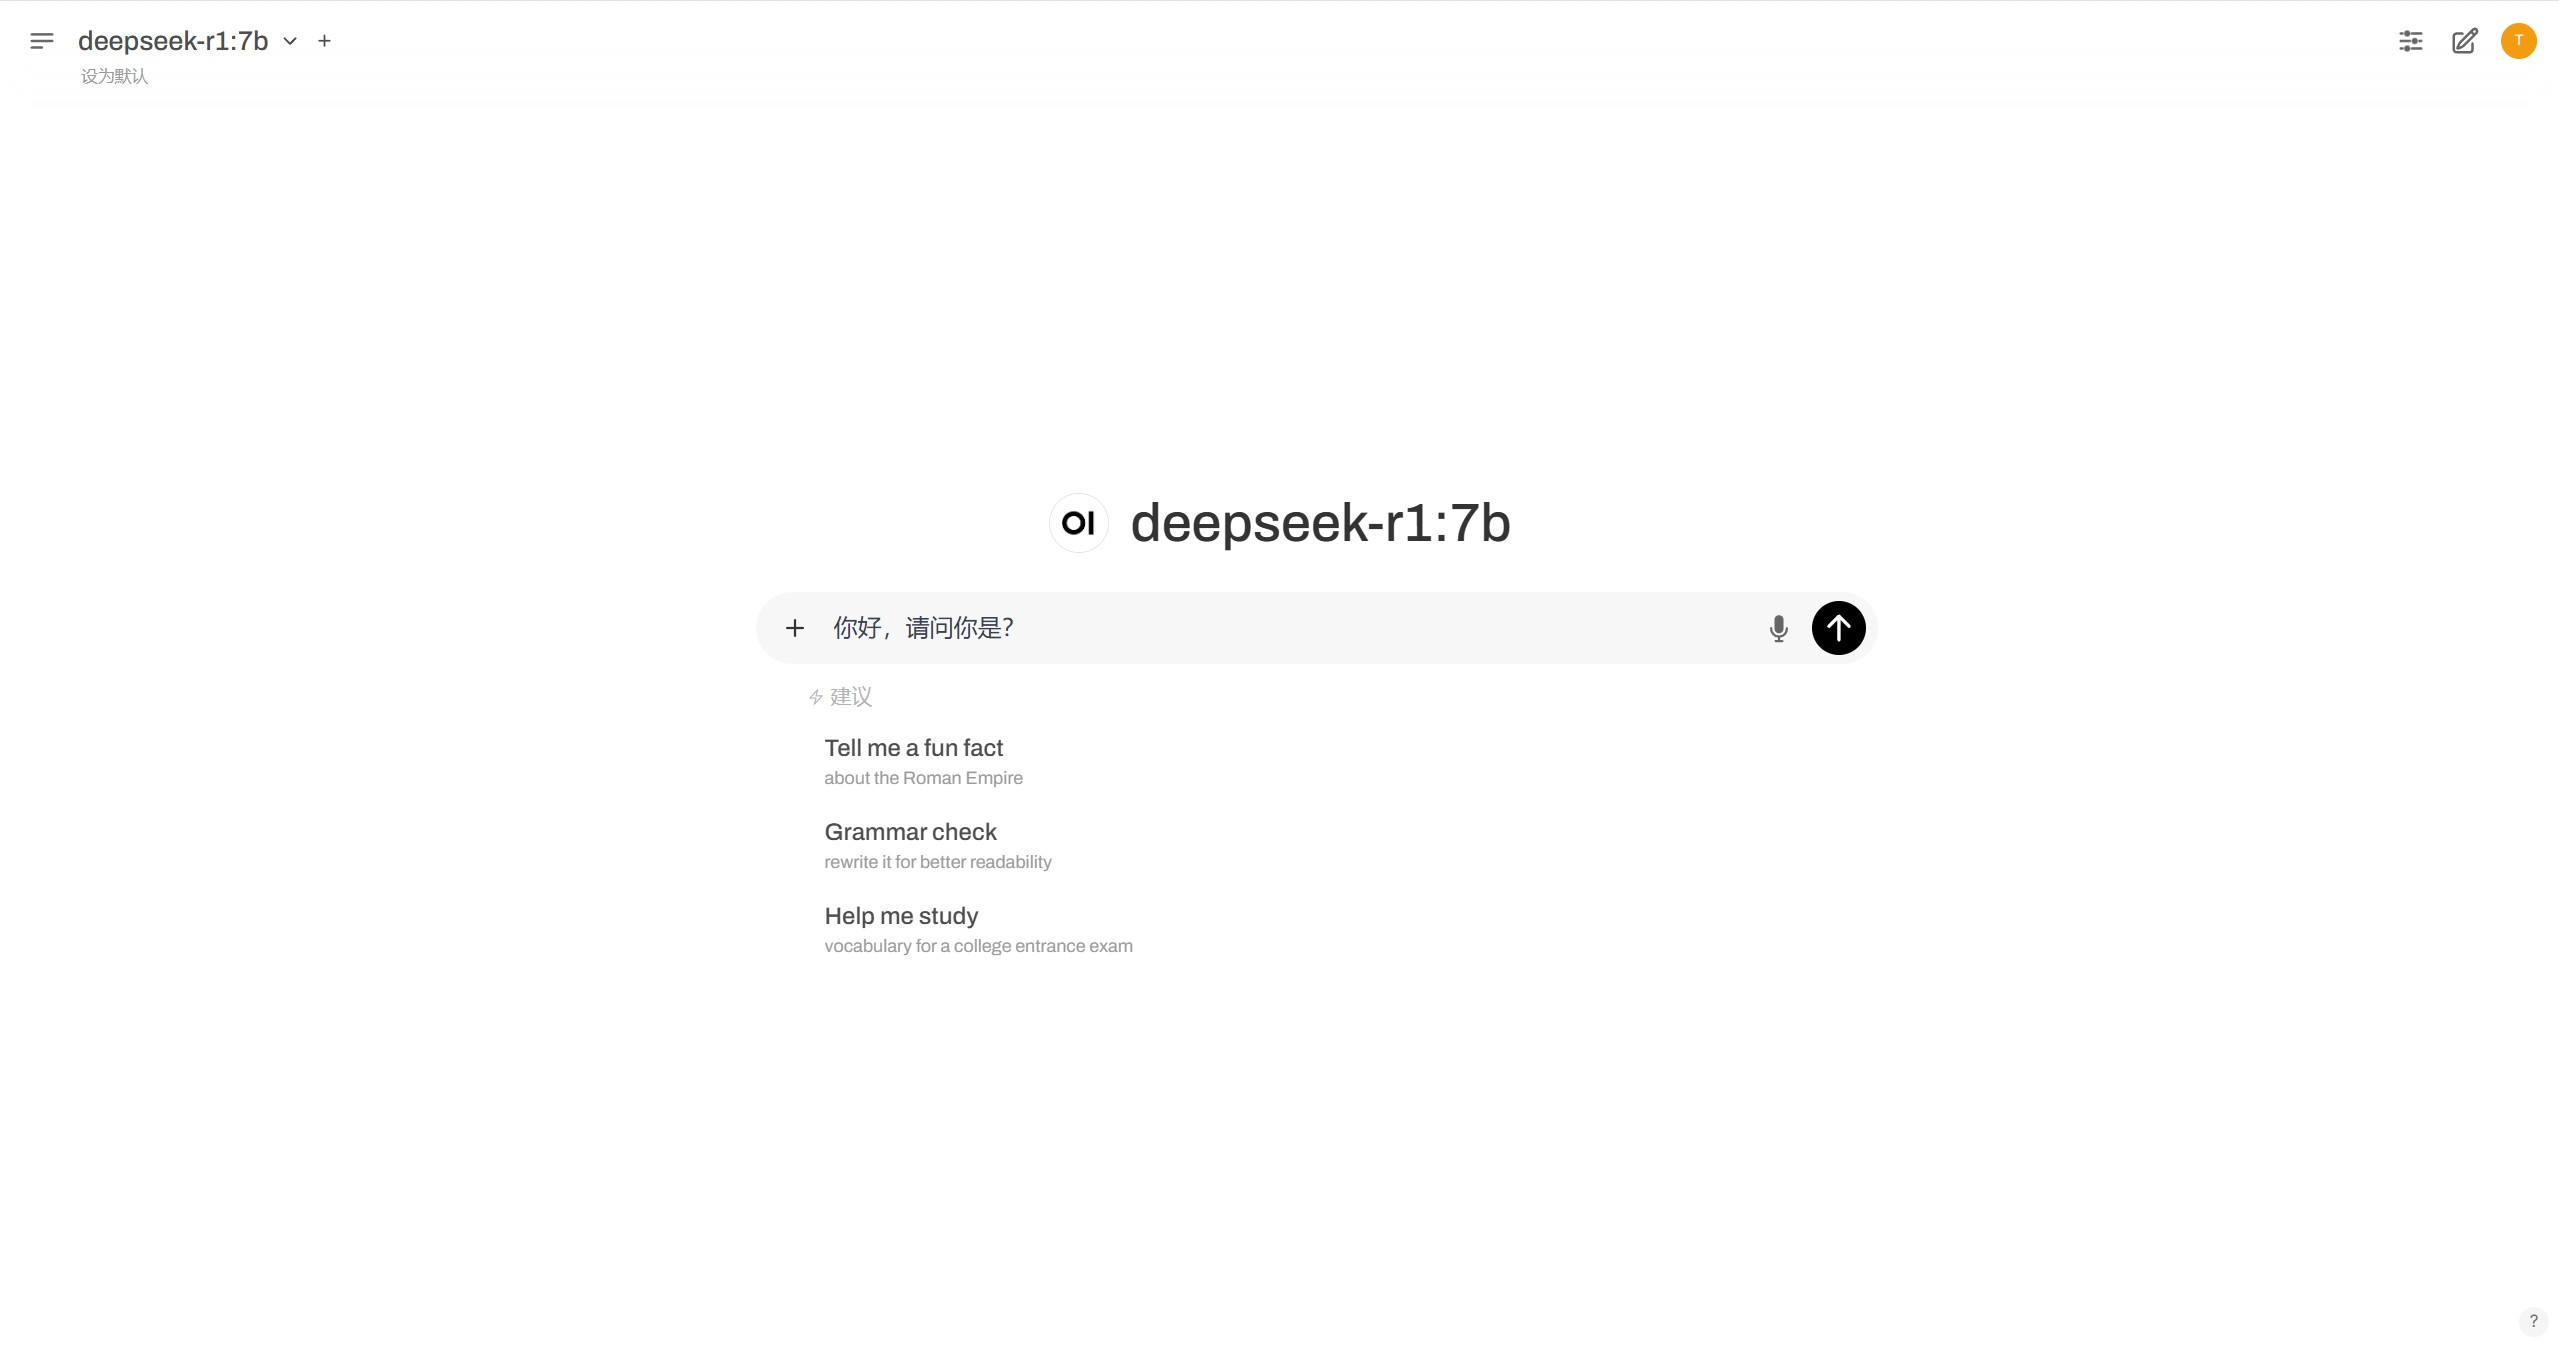 deepseek-r1:7b
设为默认
T
OI deepseek-r1:7b
你好，请问你是？
建议
Tell me a fun fact
about the Roman Empire
Grammar check
rewrite it for better readability
Help me study
vocabulary for a college entrance exam
?